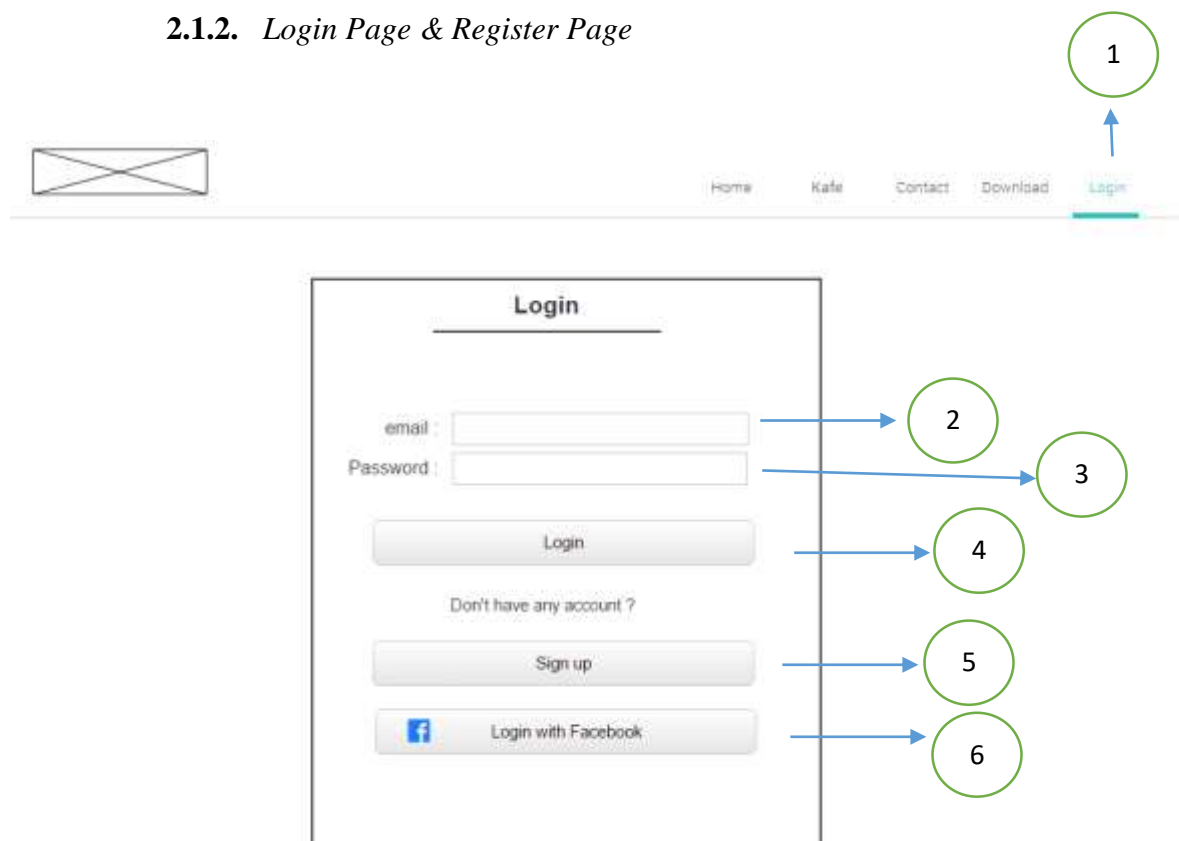 2.1.2. Login Page & Register Page
1
Home Kafe Contact Download Login
Login
email :
2
Password :
3
Login
4
Don't have any account ?
Sign up
5
Login with Facebook
6